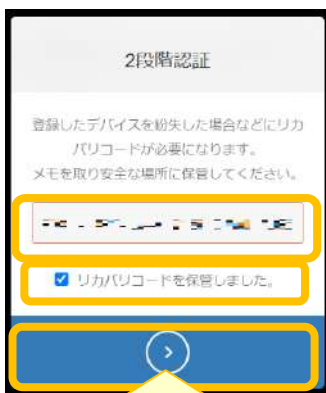 2段階認証
登録したデバイスを紛失した場合などにリカ
バリコードが必要になります。
メモを取り安全な場所に保管してください。
リカバリコードを保管しました。